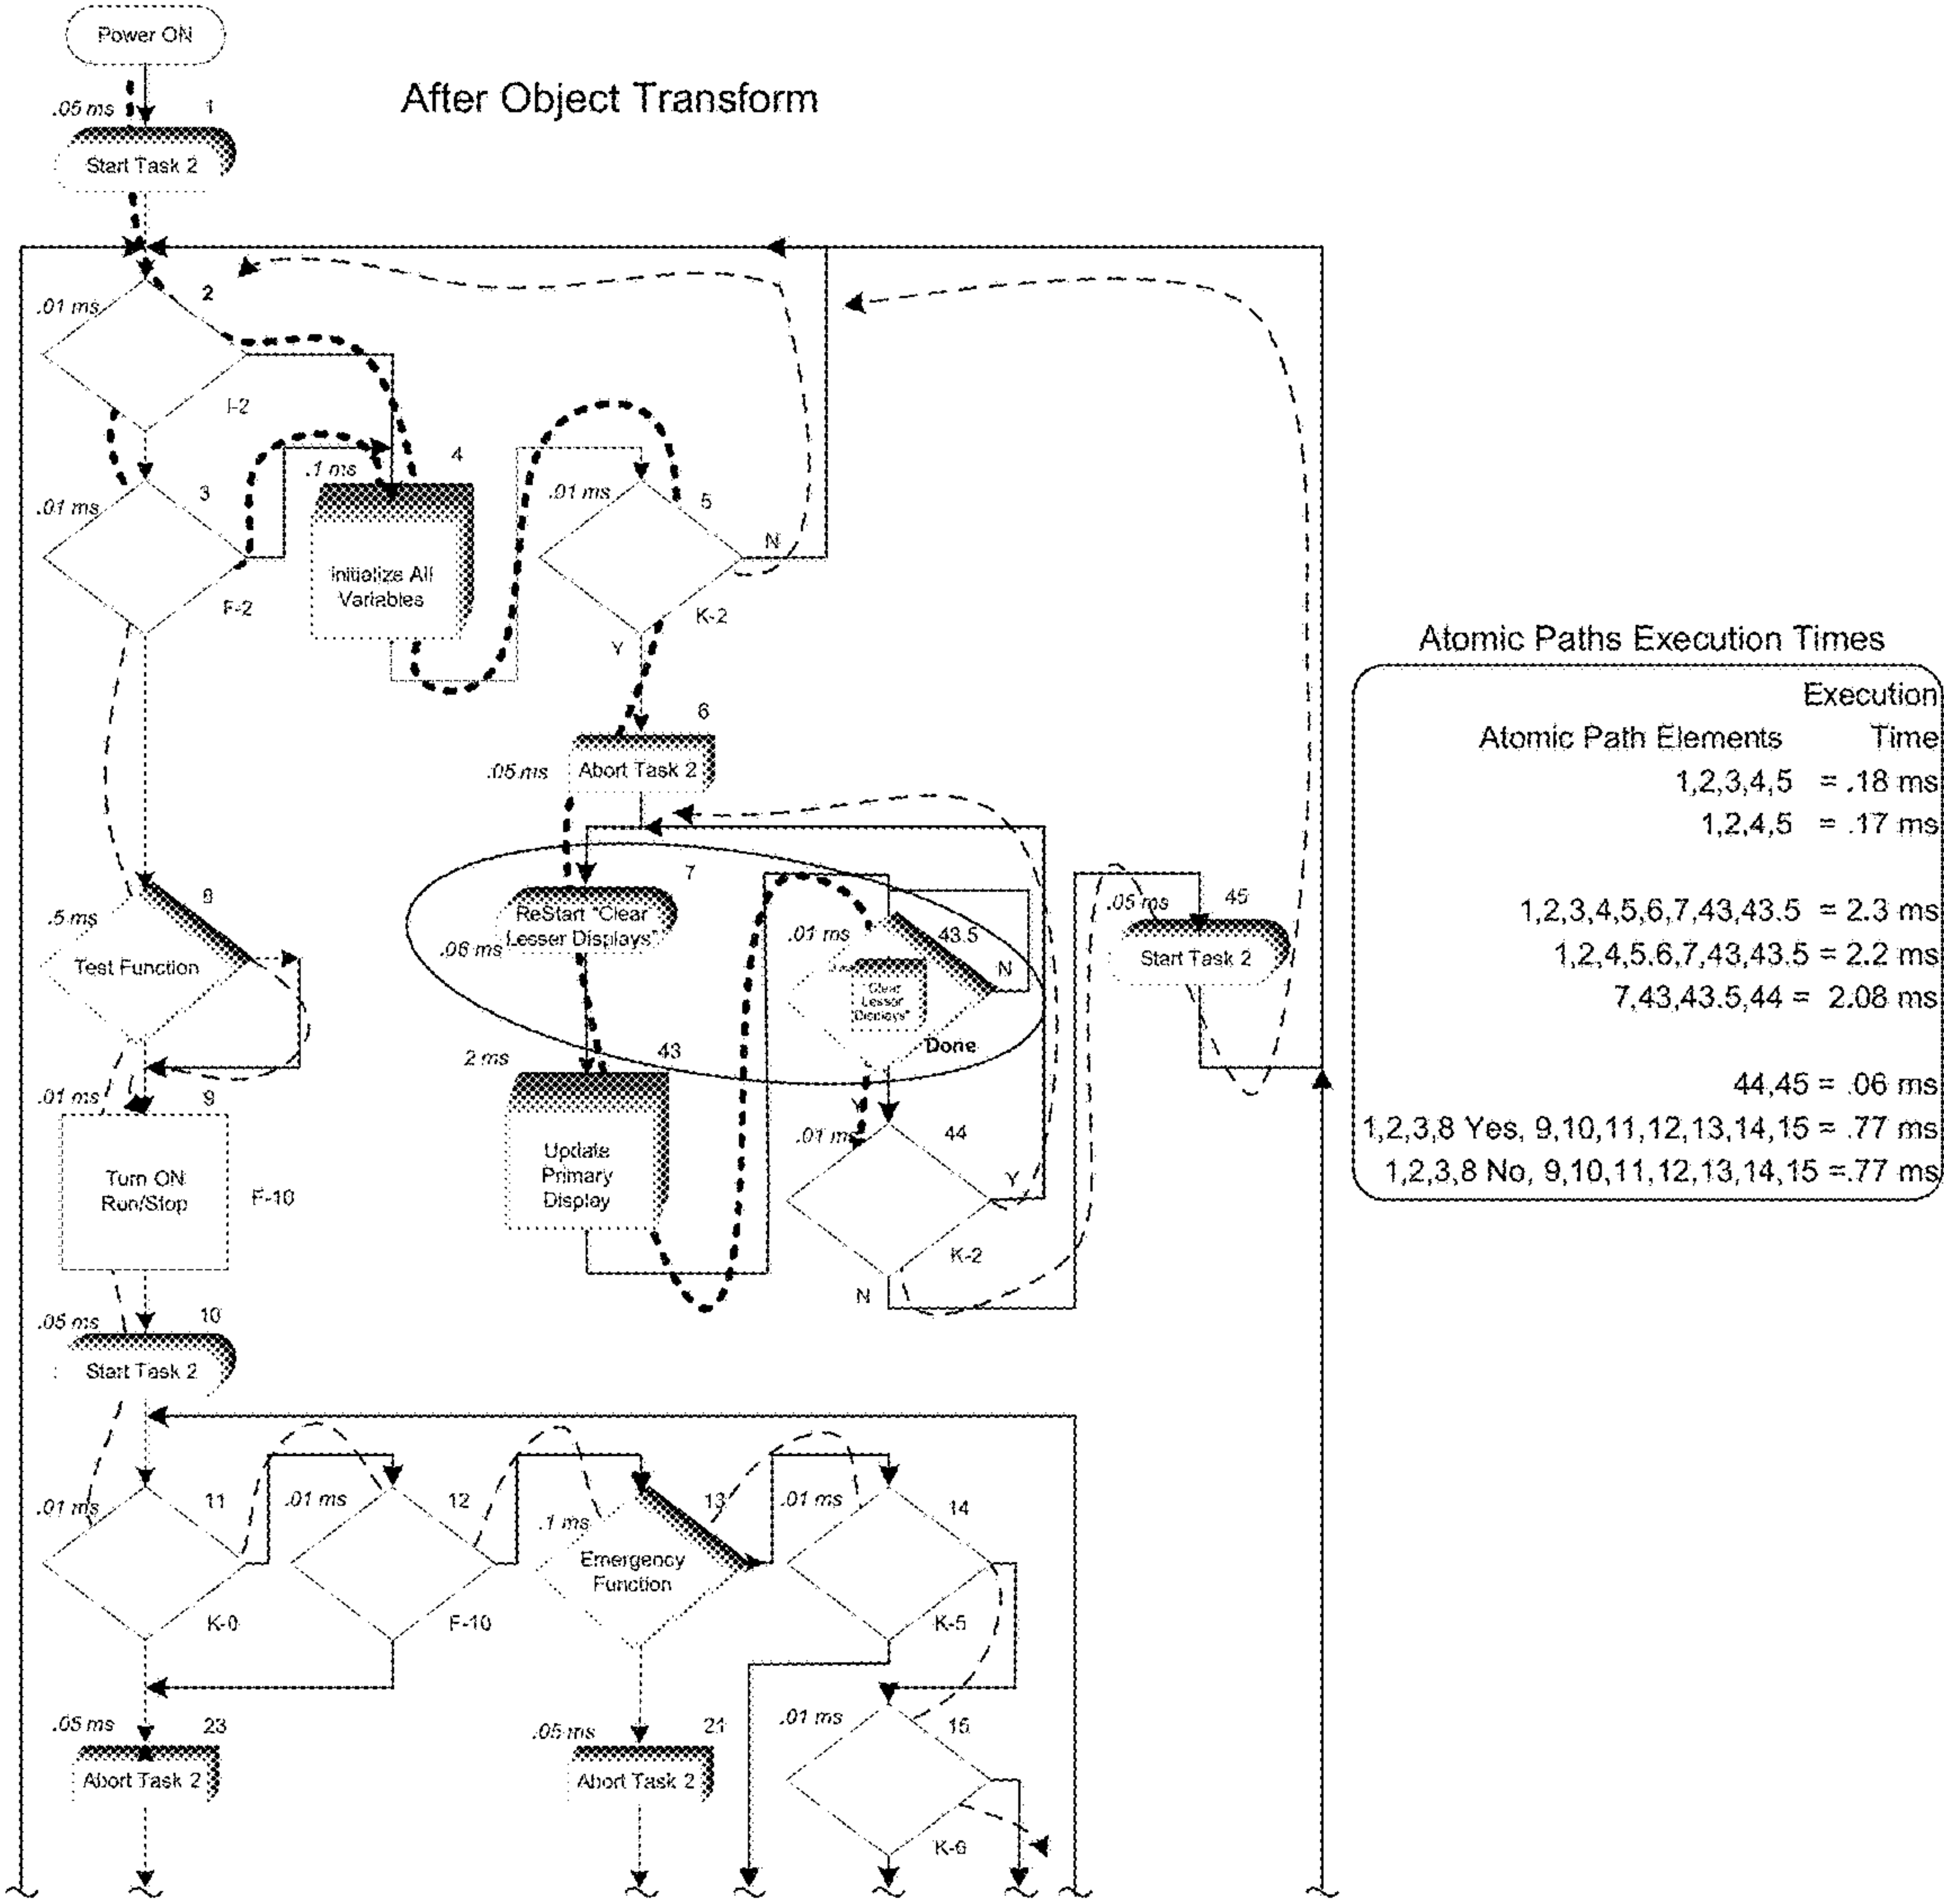 Power ON
After Object Transform
.05 ms
1
Start Task 2
.01 ms
2
I-2
.01 ms
3
F-2
.1 ms
4
Initialize All
Variables
.01 ms
5
N
K-2
Y
6
.05 ms
Abort Task 2
7
ReStart "Clear
Lesser Displays"
.06 ms
.01 ms
43.5
N
Clear
Lesser
Displays"
Done
Y
.05 ms
45
Start Task 2
8
.5 ms
Test Function
2 ms
43
Update
Primary
Display
.01 ms
44
Y
K-2
N
.01 ms
9
Turn ON
Run/Stop
F-10
.05 ms
10
Start Task 2
Atomic Paths Execution Times
Execution
Atomic Path Elements Time
1,2,3,4,5 = .18 ms
1,2,4,5 = .17 ms
1,2,3,4,5,6,7,43,43.5 = 2.3 ms
1,2,4,5.6,7,43,43.5 = 2.2 ms
7,43,43.5,44 = 2.08 ms
44,45 = .06 ms
1,2,3,8 Yes, 9,10,11,12,13,14,15 = .77 ms
1,2,3,8 No, 9,10,11,12,13,14,15 =.77 ms
.01 ms
11
K-0
.01 ms
12
F-10
.1 ms
13
Emergency
Function
.01 ms
14
K-5
.05 ms
23
Abort Task 2
.05 ms
21
Abort Task 2
.01 ms
15
K-6